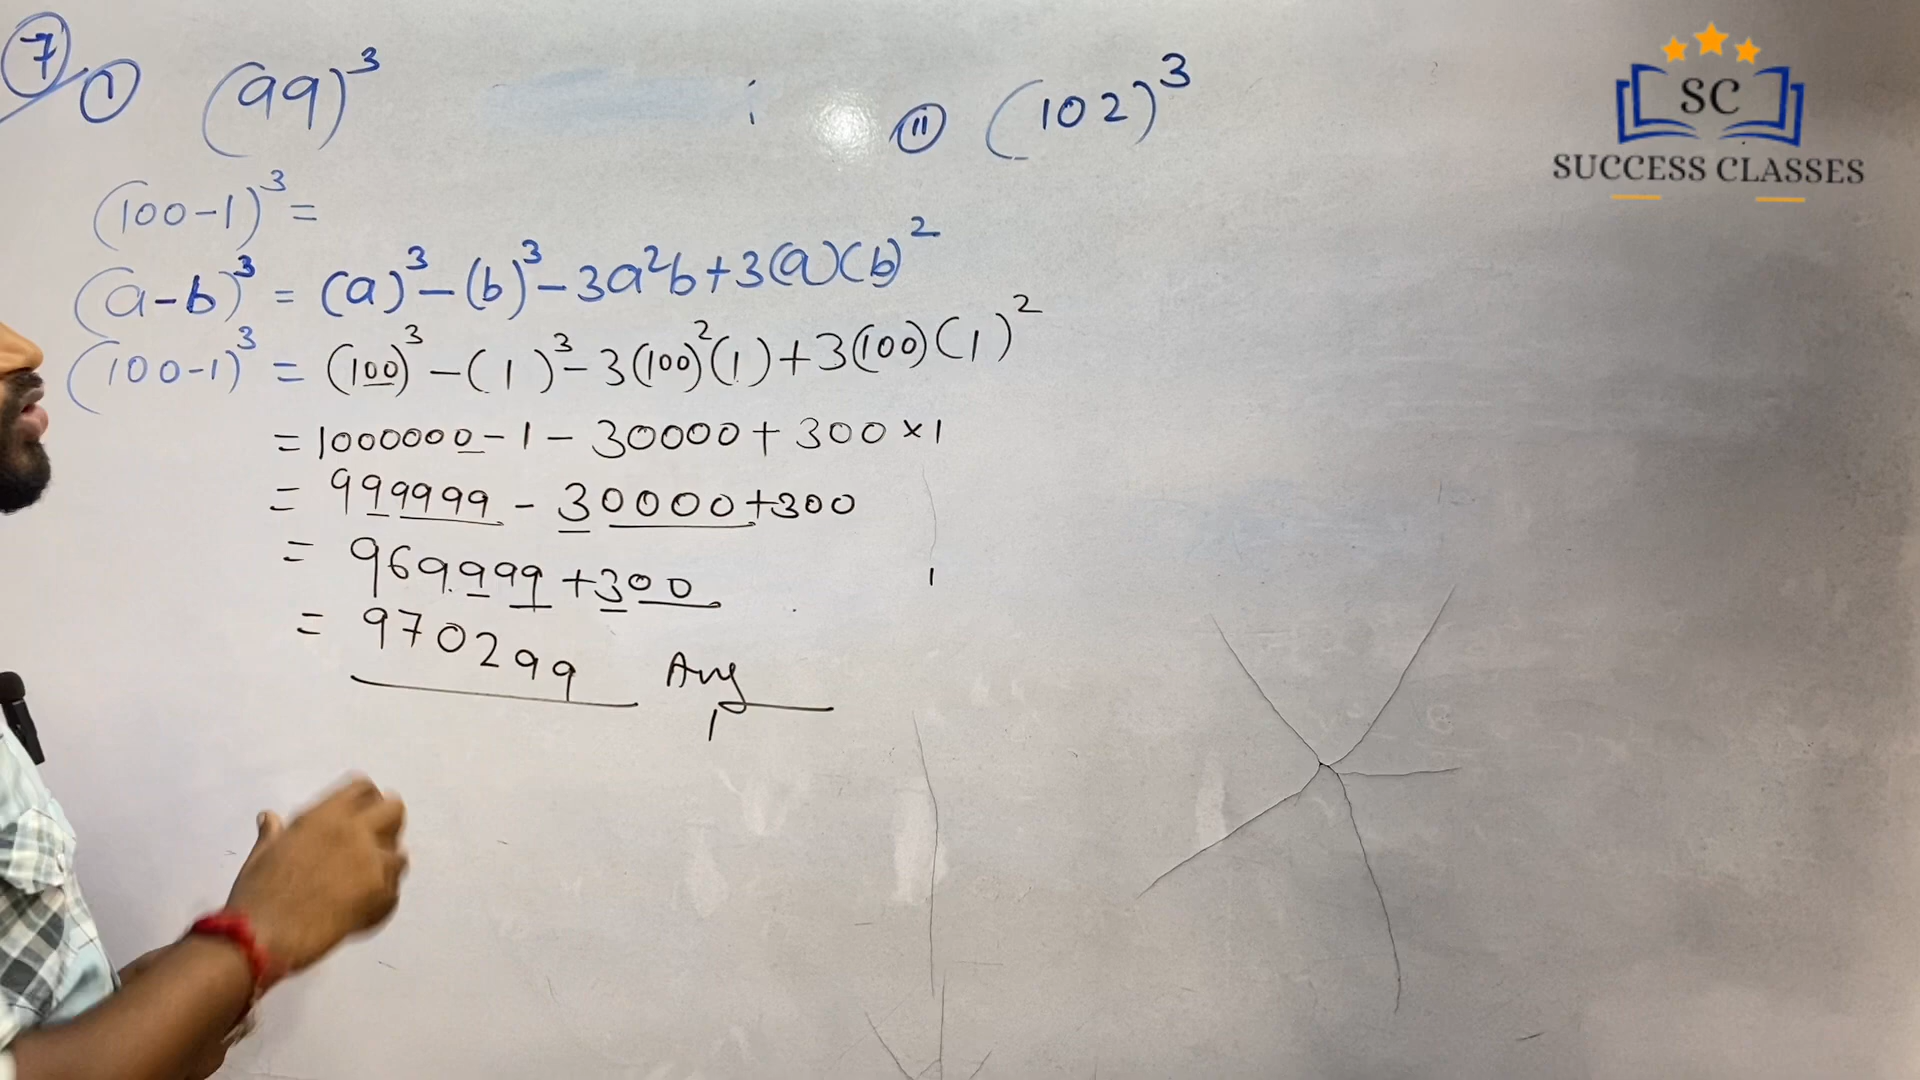 7 i (99)³ ii (102)³
SC
SUCCESS CLASSES
(100-1)³ =
(a-b)³ = (a)³-(b)³-3a²b+3(a)(b)²
(100-1)³ = (100)³-(1)³-3(100)²(1)+3(100)(1)²
= 1000000-1-30000+300×1
= 999999-30000+300
= 969999+300
= 970299 Ans